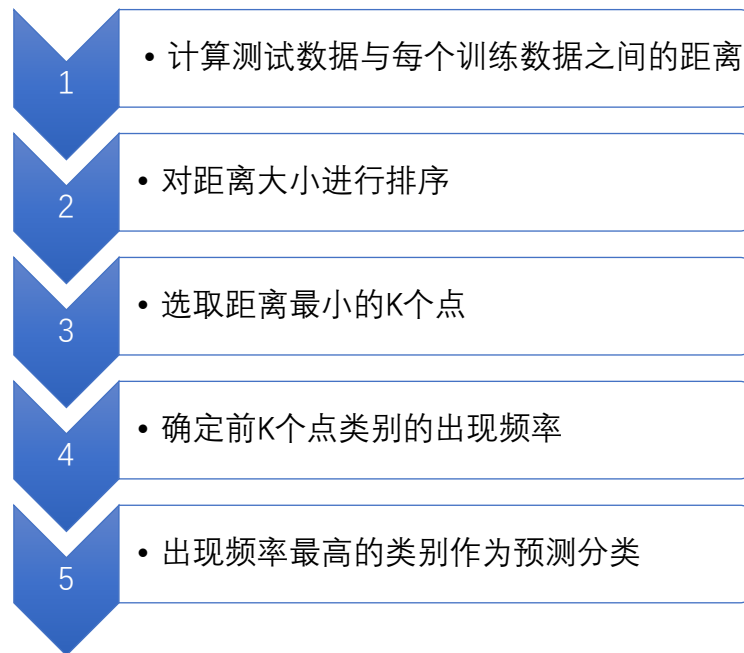 1
• 计算测试数据与每个训练数据之间的距离
2
• 对距离大小进行排序
3
• 选取距离最小的K个点
4
• 确定前K个点类别的出现频率
5
• 出现频率最高的类别作为预测分类